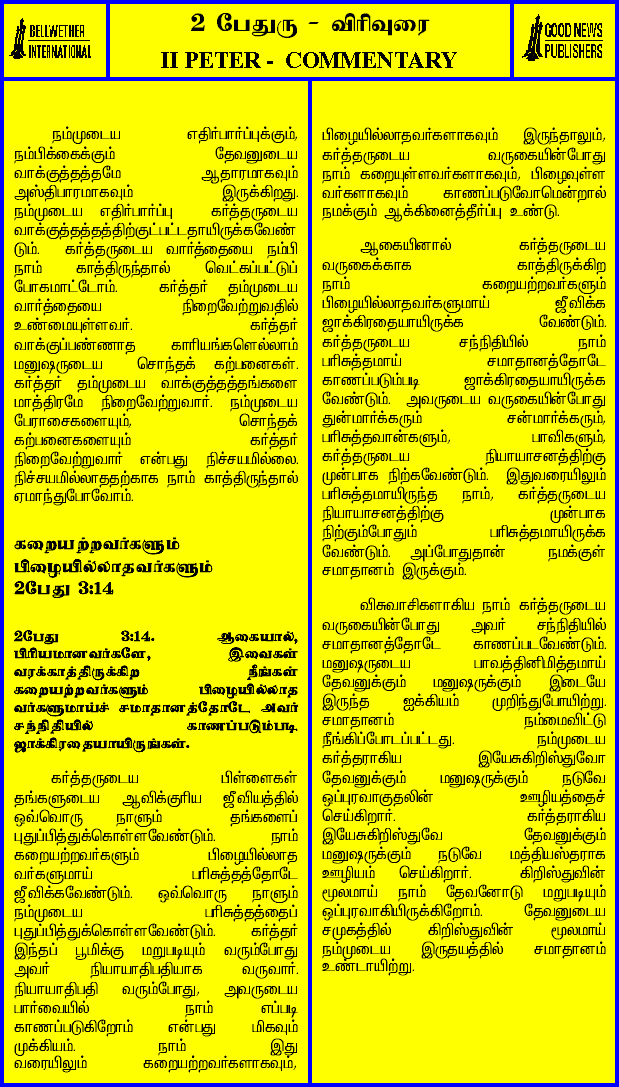 BELLWETHER
INTERNATIONAL
2 பேதுரு - விரிவுரை
II PETER - COMMENTARY
GOOD NEWS
PUBLISHERS
நம்முடைய எதிர்பார்ப்புக்கும்,
நம்பிக்கைக்கும் தேவனுடைய
வாக்குத்தத்தமே ஆதாரமாகவும்
அஸ்திபாரமாகவும் இருக்கிறது.
நம்முடைய எதிர்பார்ப்பு கர்த்தருடைய
வாக்குத்தத்தத்திற்குட்பட்டதாயிருக்கவேண்
டும். கர்த்தருடைய வார்த்தையை நம்பி
நாம் காத்திருந்தால் வெட்கப்பட்டுப்
போகமாட்டோம். கர்த்தர் தம்முடைய
வார்த்தையை நிறைவேற்றுவதில்
உண்மையுள்ளவர். கர்த்தர்
வாக்குப்பண்ணாத காரியங்களெல்லாம்
மனுஷருடைய சொந்தக் கற்பனைகள்.
கர்த்தர் தம்முடைய வாக்குத்தத்தங்களை
மாத்திரமே நிறைவேற்றுவார். நம்முடைய
பேராசைகளையும், சொந்தக்
கற்பனைகளையும் கர்த்தர்
நிறைவேற்றுவார் என்பது நிச்சயமில்லை.
நிச்சயமில்லாததற்காக நாம் காத்திருந்தால்
ஏமாந்துபோவோம்.
கறையற்றவர்களும்
பிழையில்லாதவர்களும்
2பேது 3:14
2பேது 3:14. ஆகையால்,
பிரியமானவர்களே, இவைகள்
வரக்காத்திருக்கிற நீங்கள்
கறையற்றவர்களும் பிழையில்லாத
வர்களுமாய்ச் சமாதானத்தோடே அவர்
சந்நிதியில் காணப்படும்படி
ஜாக்கிரதையாயிருங்கள்.
கர்த்தருடைய பிள்ளைகள்
தங்களுடைய ஆவிக்குரிய ஜீவியத்தில்
ஒவ்வொரு நாளும் தங்களைப்
புதுப்பித்துக்கொள்ளவேண்டும். நாம்
கறையற்றவர்களும் பிழையில்லாத
வர்களுமாய் பரிசுத்தத்தோடே
ஜீவிக்கவேண்டும். ஒவ்வொரு நாளும்
நம்முடைய பரிசுத்தத்தைப்
புதுப்பித்துக்கொள்ளவேண்டும். கர்த்தர்
இந்தப் பூமிக்கு மறுபடியும் வரும்போது
அவர் நியாயாதிபதியாக வருவார்.
நியாயாதிபதி வரும்போது, அவருடைய
பார்வையில் நாம் எப்படி
காணப்படுகிறோம் என்பது மிகவும்
முக்கியம். நாம் இது
வரையிலும் கறையற்றவர்களாகவும்,
பிழையில்லாதவர்களாகவும் இருந்தாலும்,
கர்த்தருடைய வருகையின்போது
நாம் கறையுள்ளவர்களாகவும், பிழையுள்ள
வர்களாகவும் காணப்படுவோமென்றால்
நமக்கும் ஆக்கினைத்தீர்ப்பு உண்டு.
ஆகையினால் கர்த்தருடைய
வருகைக்காக காத்திருக்கிற
நாம் கறையற்றவர்களும்
பிழையில்லாதவர்களுமாய் ஜீவிக்க
ஜாக்கிரதையாயிருக்க வேண்டும்.
கர்த்தருடைய சந்நிதியில் நாம்
பரிசுத்தமாய் சமாதானத்தோடே
காணப்படும்படி ஜாக்கிரதையாயிருக்க
வேண்டும். அவருடைய வருகையின்போது
துன்மார்க்கரும் சன்மார்க்கரும்,
பரிசுத்தவான்களும், பாவிகளும்,
கர்த்தருடைய நியாயாசனத்திற்கு
முன்பாக நிற்கவேண்டும். இதுவரையிலும்
பரிசுத்தமாயிருந்த நாம், கர்த்தருடைய
நியாயாசனத்திற்கு முன்பாக
நிற்கும்போதும் பரிசுத்தமாயிருக்க
வேண்டும். அப்போதுதான் நமக்குள்
சமாதானம் இருக்கும்.
விசுவாசிகளாகிய நாம் கர்த்தருடைய
வருகையின்போது அவர் சந்நிதியில்
சமாதானத்தோடே காணப்படவேண்டும்.
மனுஷருடைய பாவத்தினிமித்தமாய்
தேவனுக்கும் மனுஷருக்கும் இடையே
இருந்த ஐக்கியம் முறிந்துபோயிற்று.
சமாதானம் நம்மைவிட்டு
நீங்கிப்போடப்பட்டது. நம்முடைய
கர்த்தராகிய இயேசுகிறிஸ்துவோ
தேவனுக்கும் மனுஷருக்கும் நடுவே
ஒப்புரவாகுதலின் ஊழியத்தைச்
செய்கிறார். கர்த்தராகிய
இயேசுகிறிஸ்துவே தேவனுக்கும்
மனுஷருக்கும் நடுவே மத்தியஸ்தராக
ஊழியம் செய்கிறார். கிறிஸ்துவின்
மூலமாய் நாம் தேவனோடு மறுபடியும்
ஒப்புரவாகியிருக்கிறோம். தேவனுடைய
சமுகத்தில் கிறிஸ்துவின் மூலமாய்
நம்முடைய இருதயத்தில் சமாதானம்
உண்டாயிற்று.